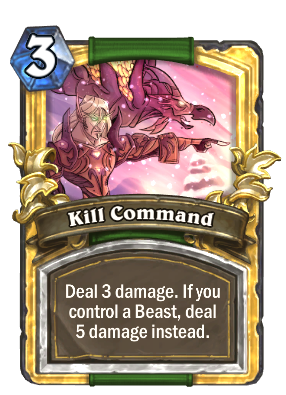 3
Kill Command
Deal 3 damage. If you
control a Beast, deal
5 damage instead.